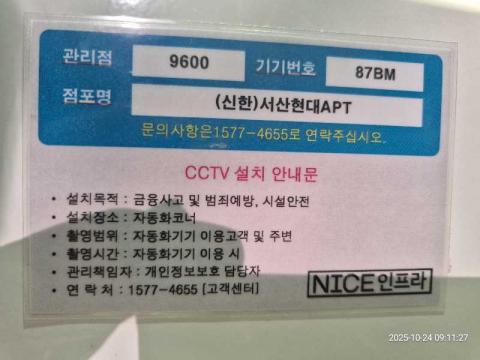 관리점 9600 기기번호 87BM
점포명 (신한)서산현대APT
문의사항은1577-4655로 연락주십시오.
CCTV 설치 안내문
• 설치목적 : 금융사고 및 범죄예방, 시설안전
• 설치장소 : 자동화코너
• 촬영범위 : 자동화기기 이용고객 및 주변
• 촬영시간 : 자동화기기 이용 시
• 관리책임자 : 개인정보보호 담당자
• 연 락 처 : 1577-4655 [고객센터]
NICE인프라
2025-10-24 09:11:27